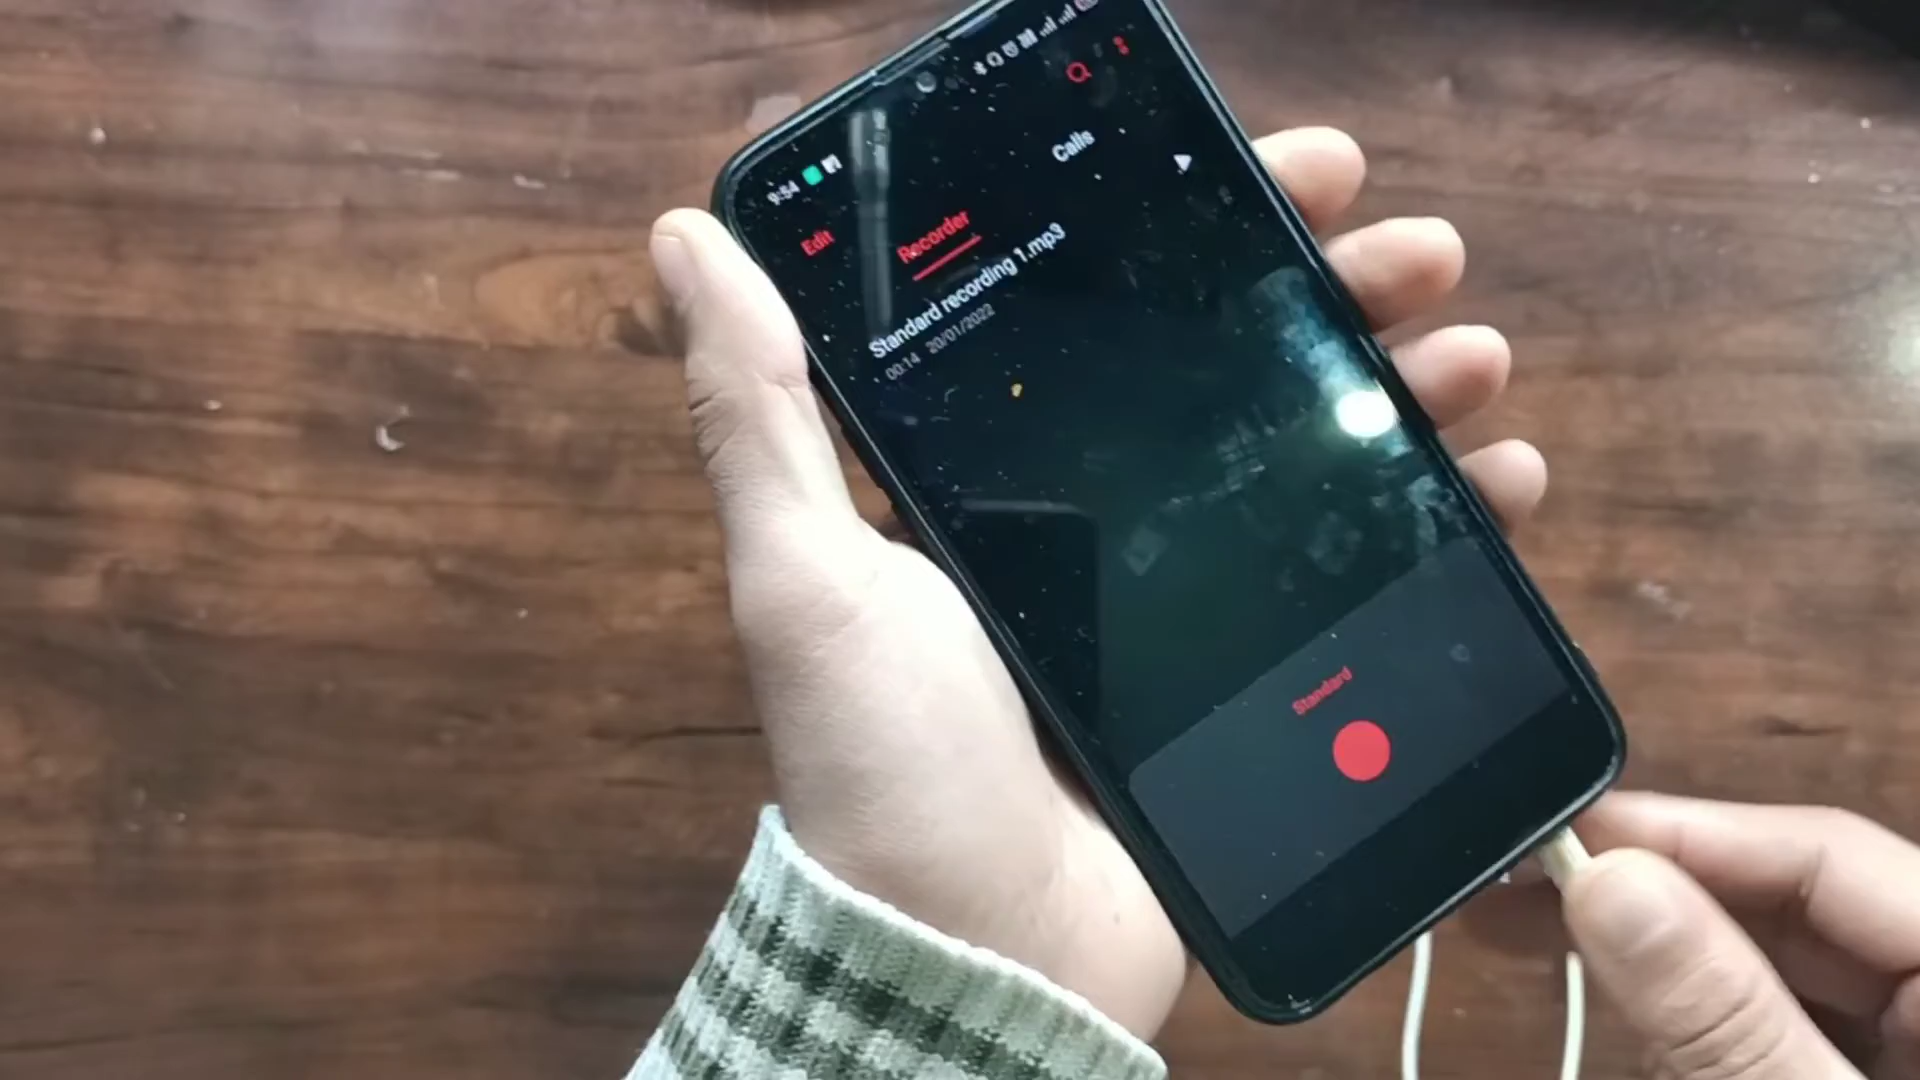 9:54
Edit
Recorder
Calls
Standard recording 1.mp3
00:14 20/01/2022
Standard